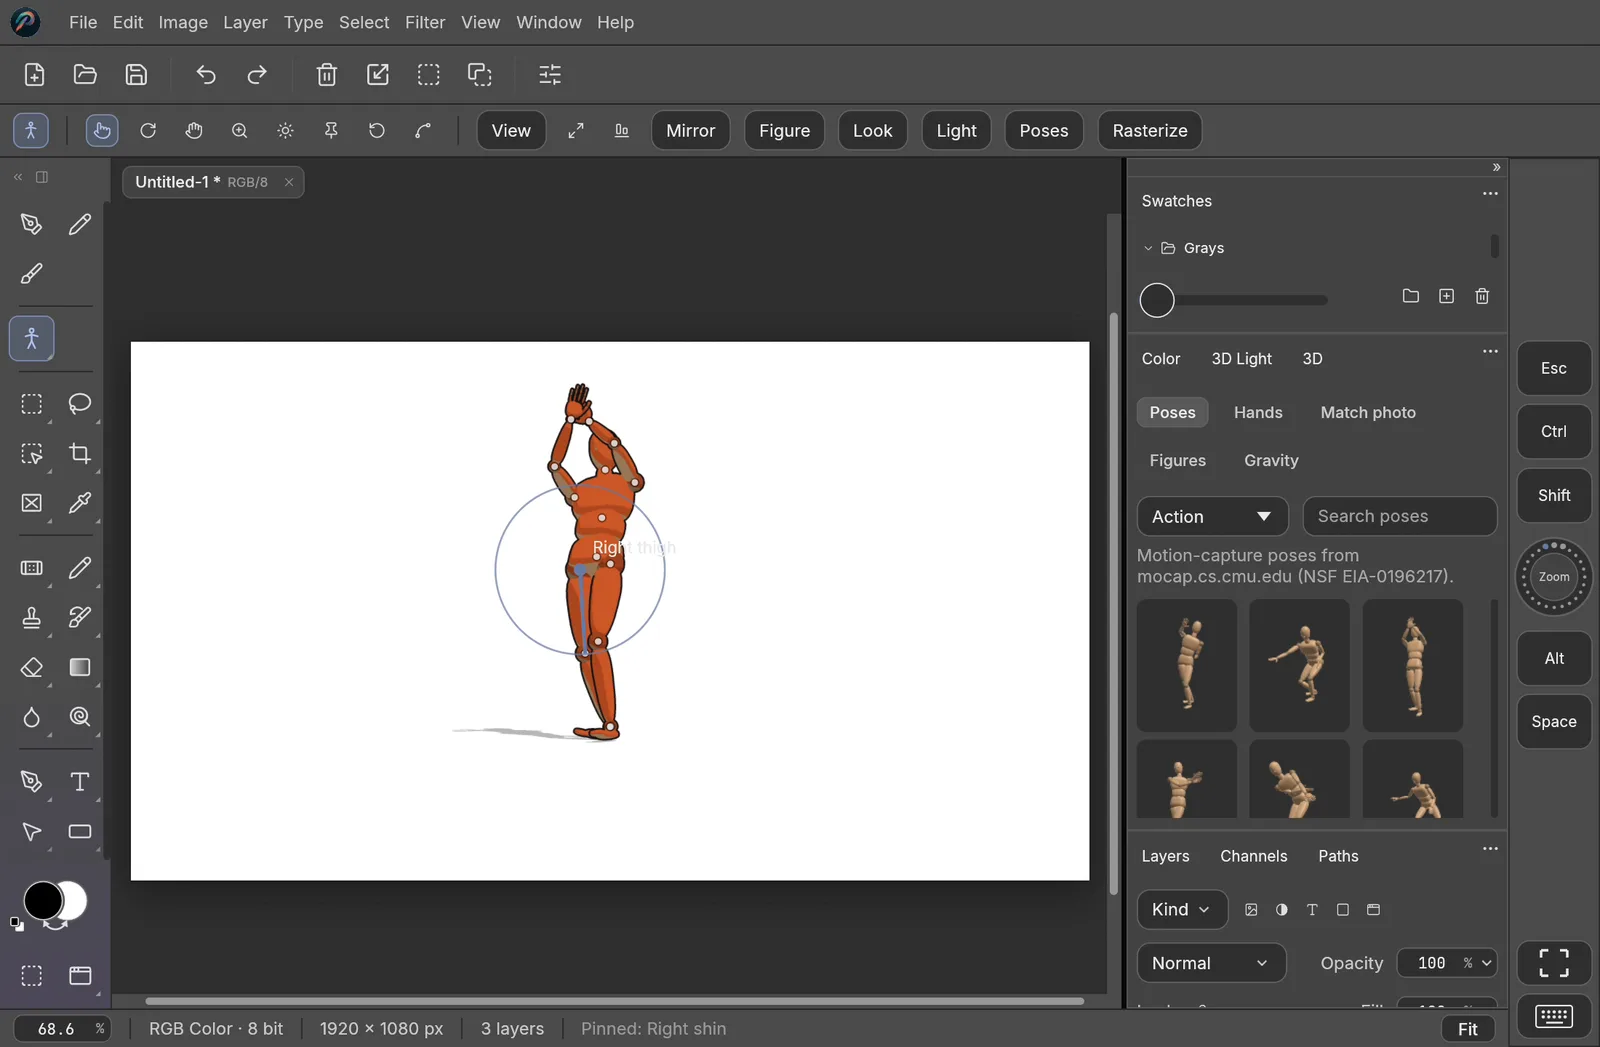 File Edit Image Layer Type Select Filter View Window Help
View Mirror Figure Look Light Poses Rasterize
Untitled-1 * RGB/8
Swatches
Grays
Color 3D Light 3D
Poses Hands Match photo
Figures Gravity
Action Search poses
Motion-capture poses from
mocap.cs.cmu.edu (NSF EIA-0196217).
Right thigh
Layers Channels Paths
Kind
Normal Opacity 100 %
Esc
Ctrl
Shift
Zoom
Alt
Space
68.6 % RGB Color · 8 bit 1920 × 1080 px 3 layers Pinned: Right shin Fit